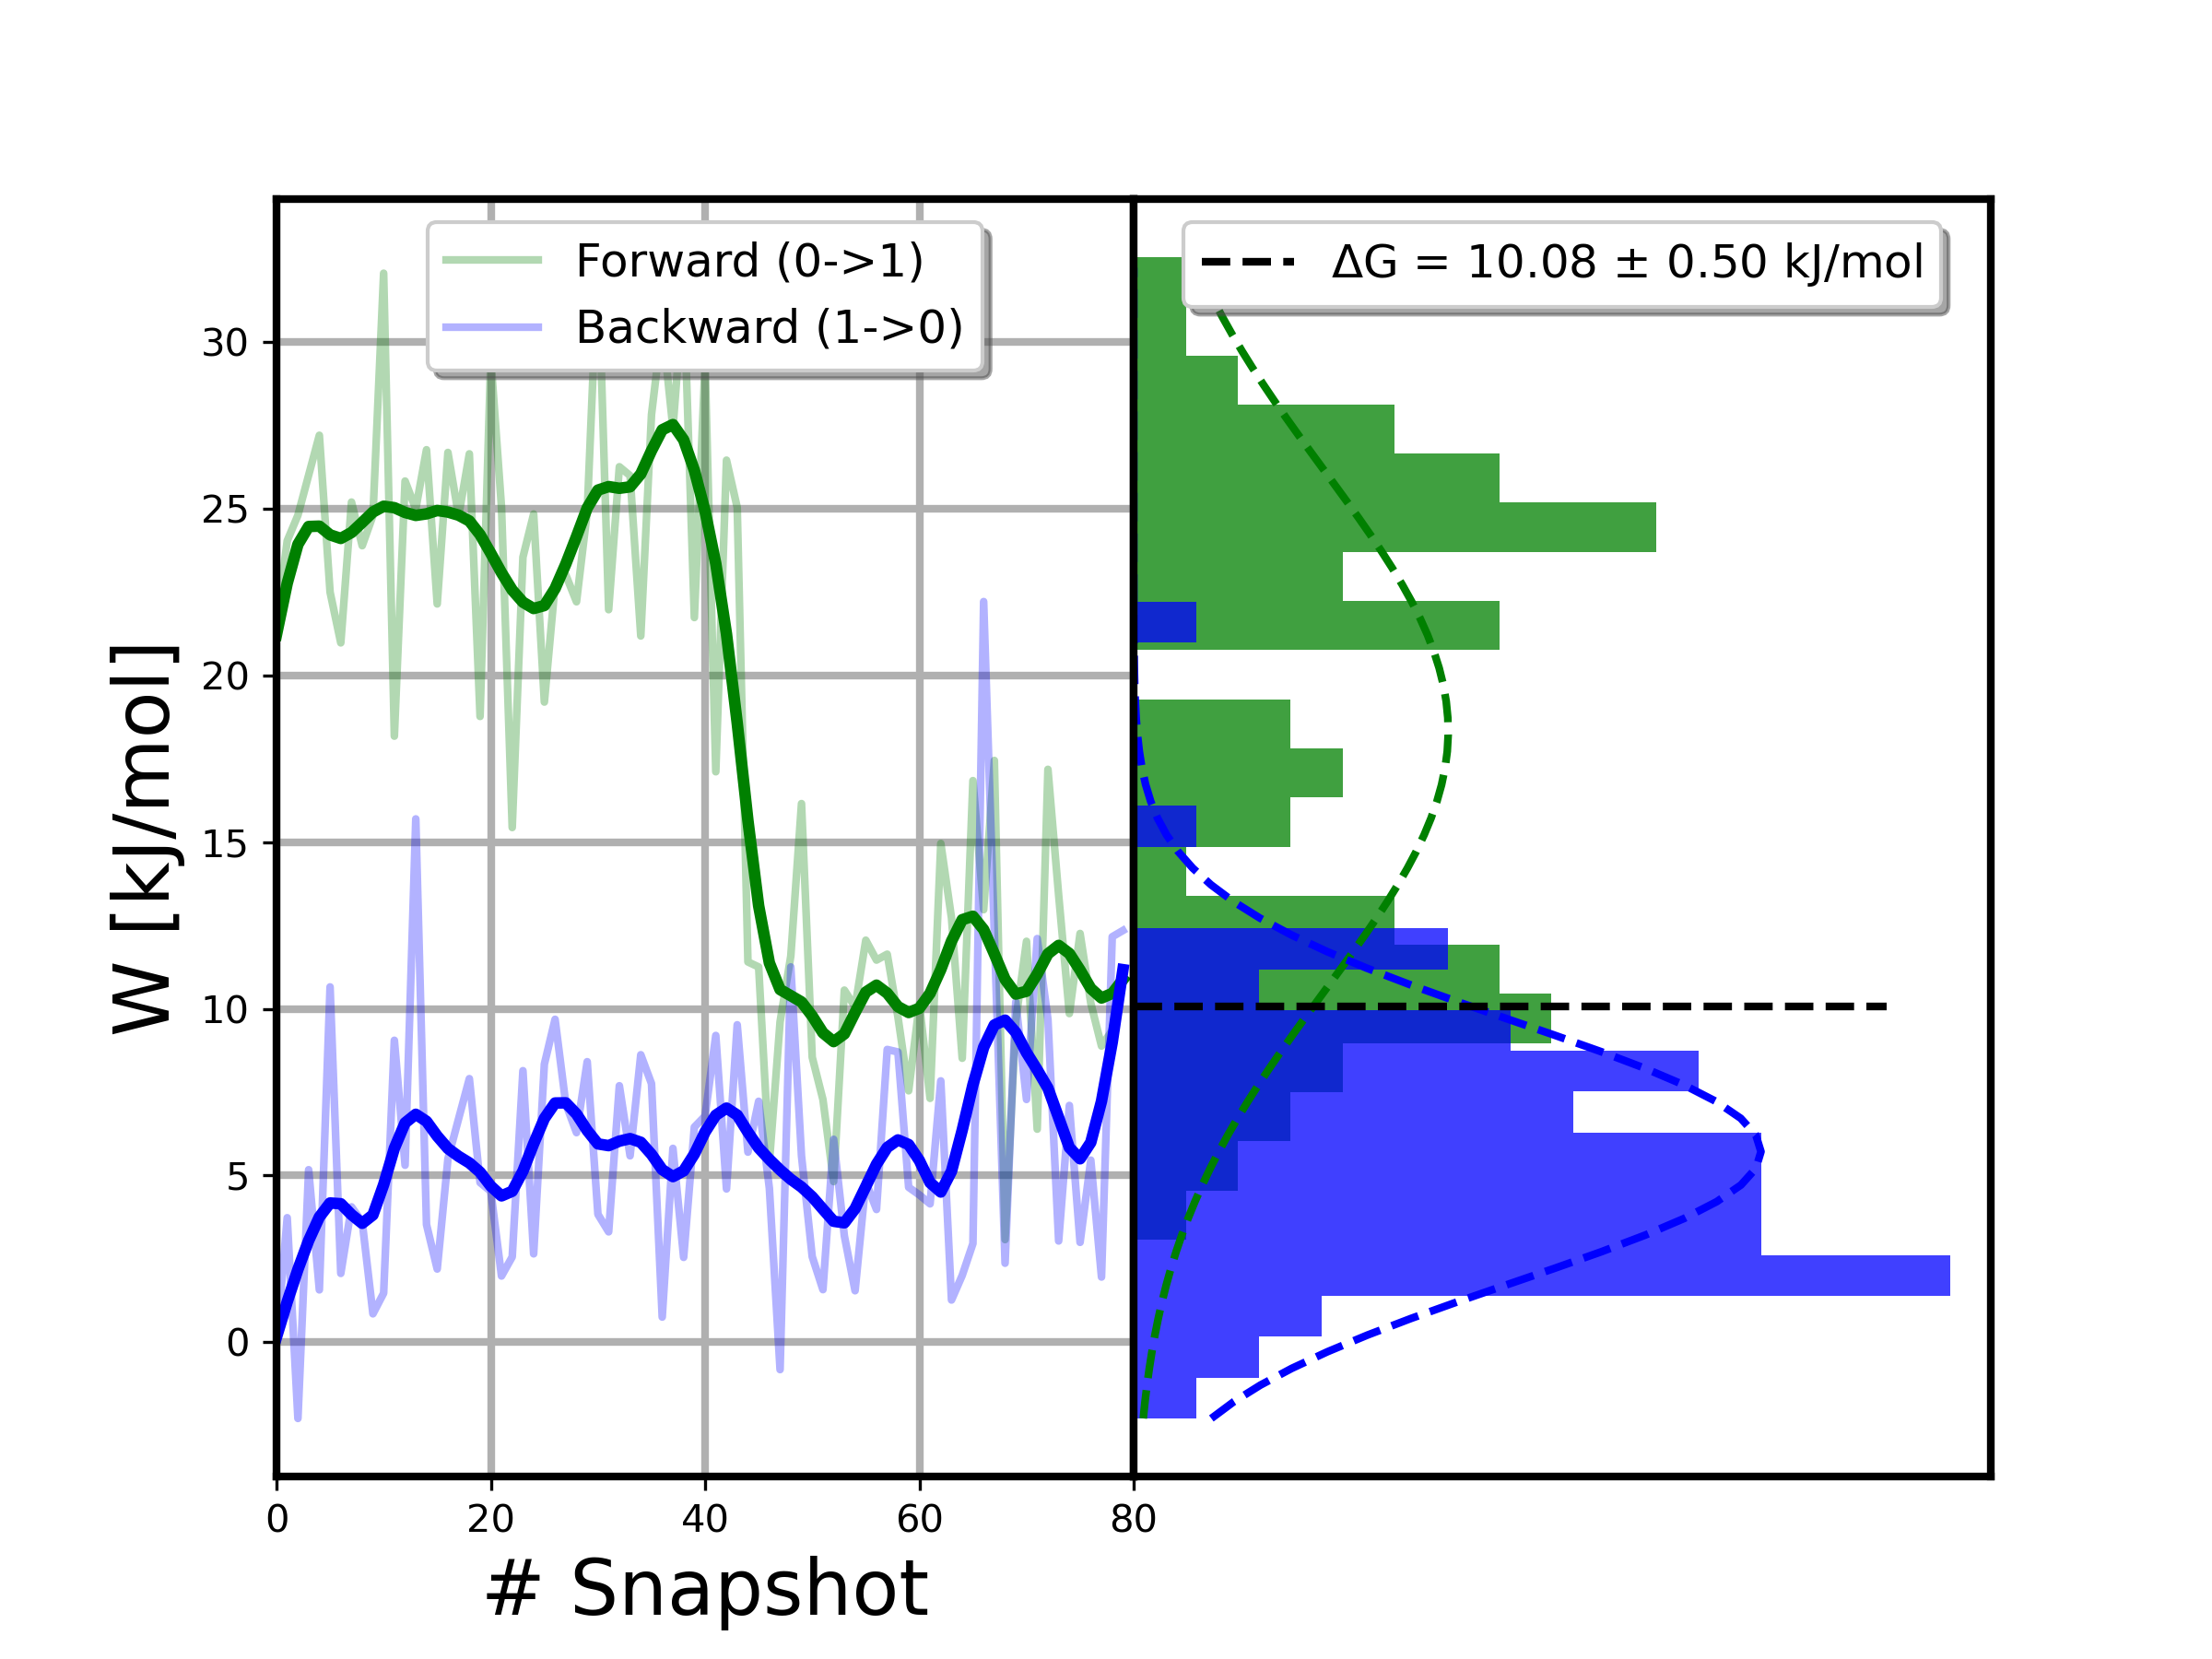 Forward (0->1)
Backward (1->0)
ΔG = 10.08 ± 0.50 kJ/mol
W [kJ/mol]
30
25
20
15
10
5
0
0 20 40 60 80
# Snapshot